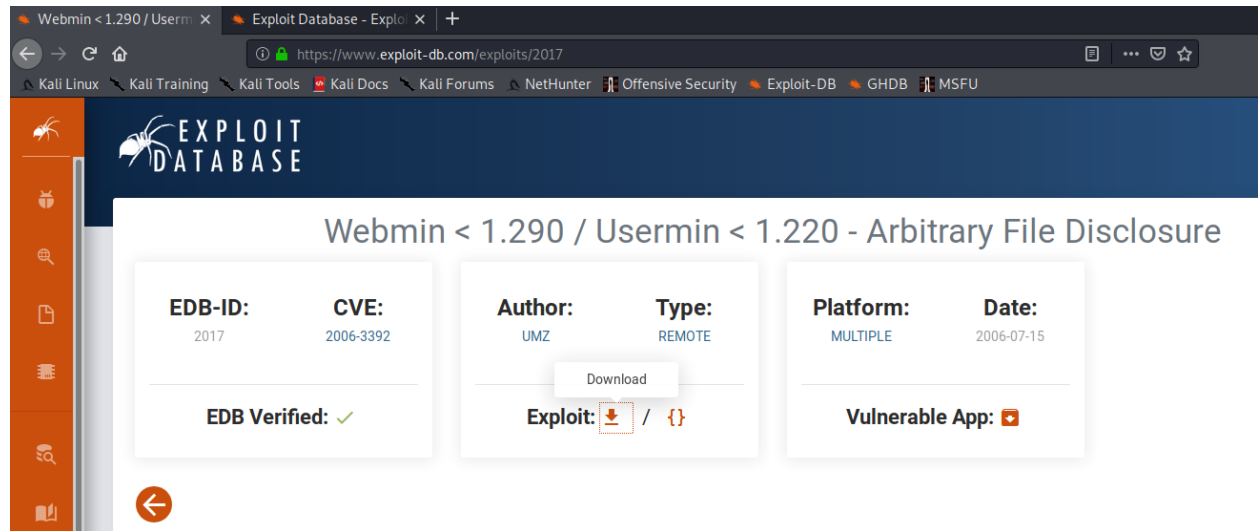 Webmin < 1.290 / Userm
Exploit Database - Explo
https://www.exploit-db.com/exploits/2017
Kali Linux Kali Training Kali Tools Kali Docs Kali Forums NetHunter Offensive Security Exploit-DB GHDB MSFU
EXPLOIT
DATABASE
Webmin < 1.290 / Usermin < 1.220 - Arbitrary File Disclosure
EDB-ID: CVE: Author: Type: Platform: Date:
2017 2006-3392 UMZ REMOTE MULTIPLE 2006-07-15
Download
EDB Verified: ✓ Exploit: / {} Vulnerable App: